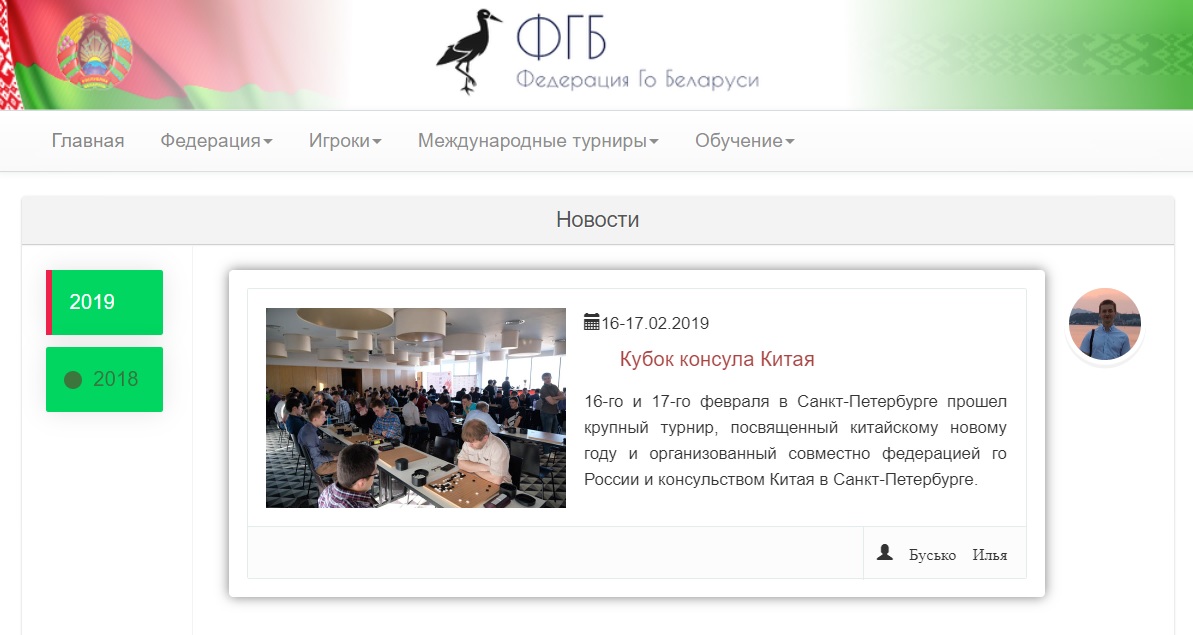 ФГБ
Федерация Го Беларуси
Главная Федерация Игроки Международные турниры Обучение
Новости
2019
2018
16-17.02.2019
Кубок консула Китая
16-го и 17-го февраля в Санкт-Петербурге прошел
крупный турнир, посвященный китайскому новому
году и организованный совместно федерацией го
России и консульством Китая в Санкт-Петербурге.
Бусько Илья